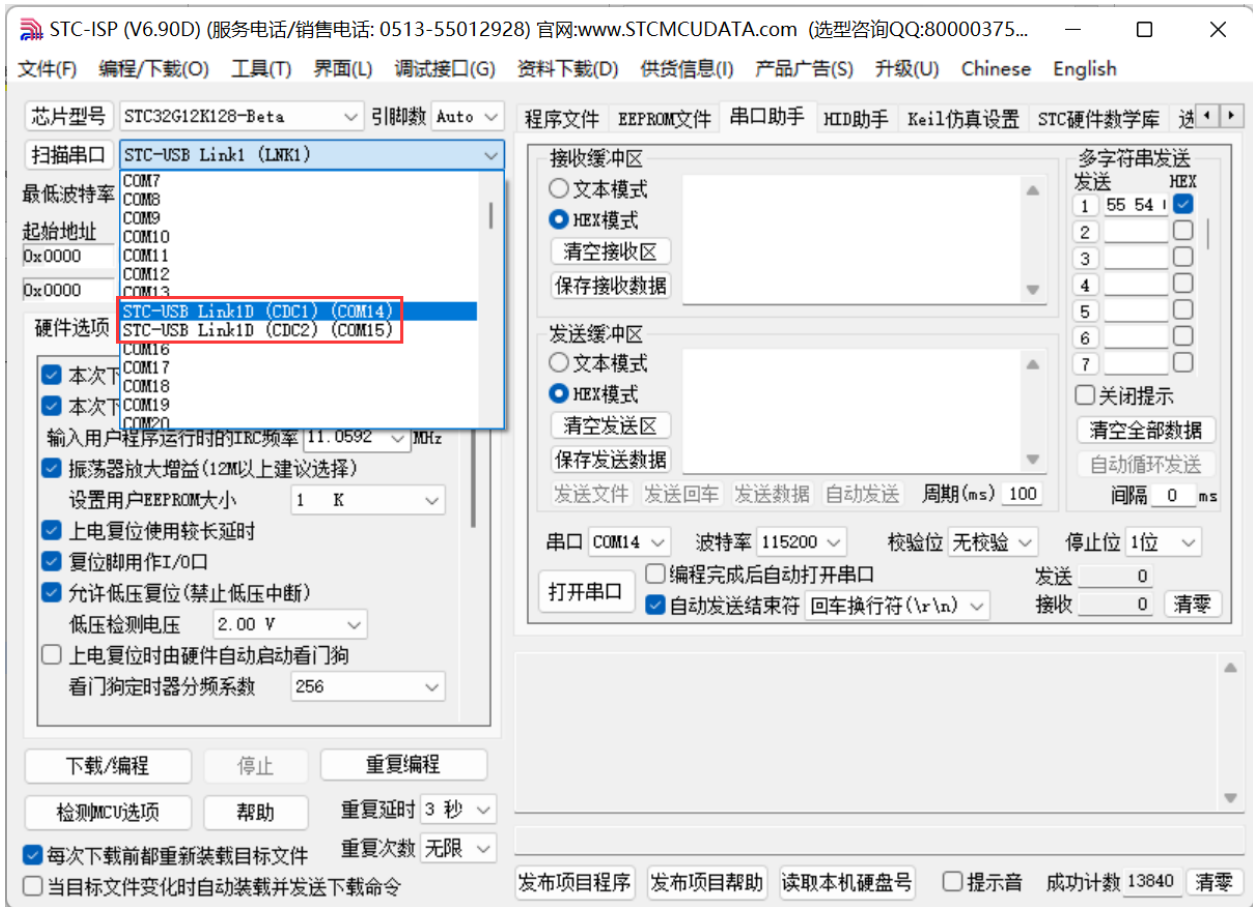 STC-ISP (V6.90D) (服务电话/销售电话: 0513-55012928) 官网:www.STCMCUDATA.com (选型咨询QQ:80000375...
文件(F) 编程/下载(O) 工具(T) 界面(L) 调试接口(G) 资料下载(D) 供货信息(I) 产品广告(S) 升级(U) Chinese English
芯片型号 STC32G12K128-Beta 引脚数 Auto
扫描串口 STC-USB Link1 (LNK1)
最低波特率
起始地址
0x0000
0x0000
COM7
COM8
COM9
COM10
COM11
COM12
COM13
STC-USB Link1D (CDC1) (COM14)
STC-USB Link1D (CDC2) (COM15)
COM16
COM17
COM18
COM19
COM20
硬件选项
本次下
本次下
输入用户程序运行时的IRC频率 11.0592 MHz
振荡器放大增益(12M以上建议选择)
设置用户EEPROM大小 1 K
上电复位使用较长延时
复位脚用作I/O口
允许低压复位(禁止低压中断)
低压检测电压 2.00 V
上电复位时由硬件自动启动看门狗
看门狗定时器分频系数 256
下载/编程 停止 重复编程
检测MCU选项 帮助 重复延时 3 秒
每次下载前都重新装载目标文件 重复次数 无限
当目标文件变化时自动装载并发送下载命令
程序文件 EEPROM文件 串口助手 HID助手 Keil仿真设置 STC硬件数学库 选
接收缓冲区
文本模式
HEX模式
清空接收区
保存接收数据
发送缓冲区
文本模式
HEX模式
清空发送区
保存发送数据
发送文件 发送回车 发送数据 自动发送 周期(ms) 100
多字符串发送
发送 HEX
1 55 54
2
3
4
5
6
7
关闭提示
清空全部数据
自动循环发送
间隔 0 ms
串口 COM14 波特率 115200 校验位 无校验 停止位 1位
打开串口 编程完成后自动打开串口 发送 0
自动发送结束符 回车换行符(\r\n) 接收 0 清零
发布项目程序 发布项目帮助 读取本机硬盘号 提示音 成功计数 13840 清零